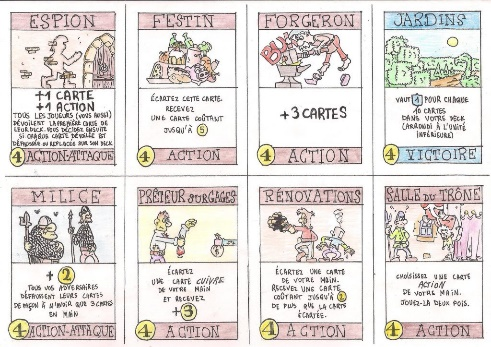 ESPION
+1 CARTE
+1 ACTION
TOUS LES JOUEURS (VOUS AUSSI)
DÉVOILENT LA PREMIÈRE CARTE DE
LEUR DECK. VOUS DÉCIDEZ ENSUITE
SI CHAQUE CARTE DÉVOILÉE EST
DÉFAUSSÉE OU REPLACÉE SUR SON DECK
4
ACTION-ATTAQUE
FESTIN
ÉCARTEZ CETTE CARTE.
RECEVEZ
UNE CARTE COÛTANT
JUSQU'À 5
4
ACTION
FORGERON
+3 CARTES
4
ACTION
JARDINS
VAUT 1 POUR CHAQUE
10 CARTES
DANS VOTRE DECK
(ARRONDI À L'UNITÉ
INFÉRIEURE)
4
VICTOIRE
MILICE
+ 2
TOUS VOS ADVERSAIRES
DÉFAUSSENT LEURS CARTES
DE FAÇON À N'AVOIR QUE 3 CARTES
EN MAIN
4
ACTION-ATTAQUE
PRÊTEUR SUR GAGES
ÉCARTEZ
UNE CARTE CUIVRE
DE VOTRE MAIN
ET RECEVEZ
+3
4
ACTION
RÉNOVATIONS
ÉCARTEZ UNE CARTE
DE VOTRE MAIN.
RECEVEZ UNE CARTE
COÛTANT JUSQU'À 2
DE PLUS QUE LA CARTE
ÉCARTÉE.
4
ACTION
SALLE DU TRÔNE
CHOISISSEZ UNE CARTE
ACTION
DE VOTRE MAIN.
JOUEZ-LA DEUX FOIS.
4
ACTION